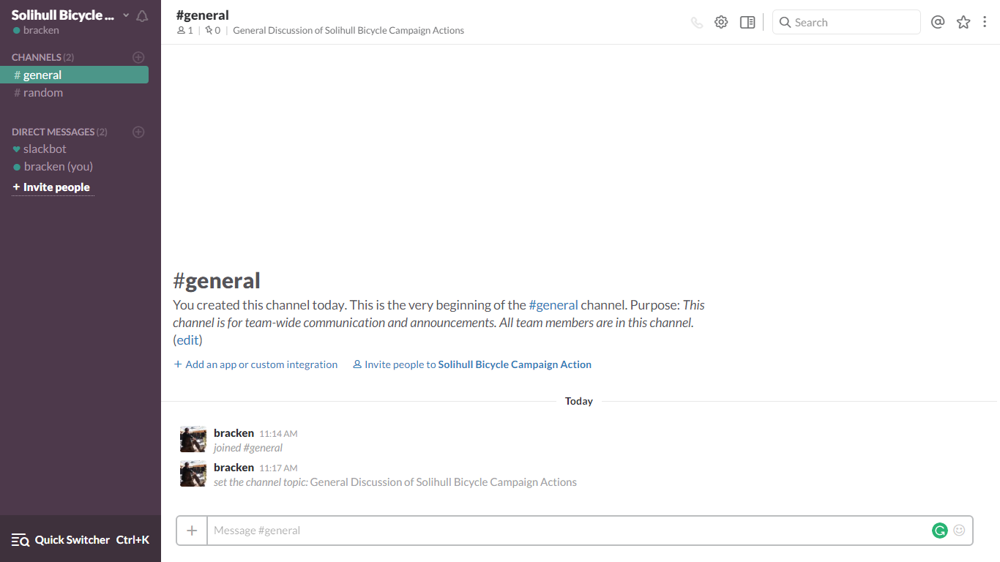 Solihull Bicycle ...
bracken
CHANNELS (2)
# general
# random
DIRECT MESSAGES (2)
slackbot
bracken (you)
+ Invite people
Quick Switcher Ctrl+K
#general
1 | 0 | General Discussion of Solihull Bicycle Campaign Actions
Search
#general
You created this channel today. This is the very beginning of the #general channel. Purpose: This
channel is for team-wide communication and announcements. All team members are in this channel.
(edit)
+ Add an app or custom integration Invite people to Solihull Bicycle Campaign Action
Today
bracken 11:14 AM
joined #general
bracken 11:17 AM
set the channel topic: General Discussion of Solihull Bicycle Campaign Actions
+ Message #general